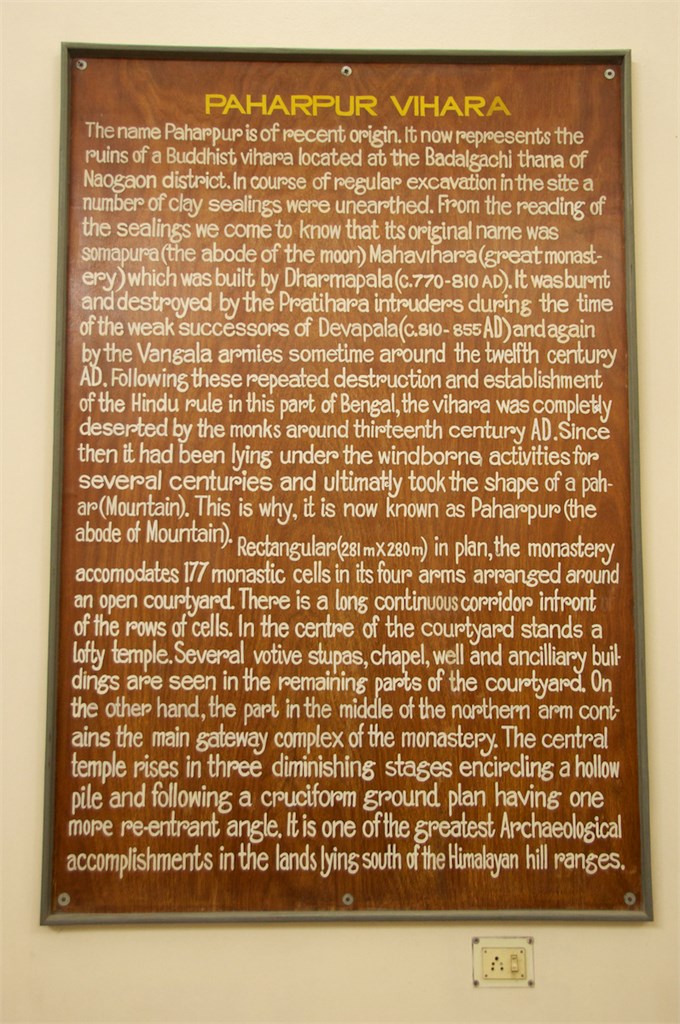 PAHARPUR VIHARA
The name Paharpur is of recent origin. It now represents the
ruins of a Buddhist vihara located at the Badalgachi thana of
Naogaon district. In course of regular excavation in the site a
number of clay sealings were unearthed. From the reading of
the sealings we come to know that its original name was
somapura (the abode of the moon) Mahavihara (great monast-
ery) which was built by Dharmapala (c.770-810 AD). It was burnt
and destroyed by the Pratihara intruders during the time
of the weak successors of Devapala (c.810-855 AD) and again
by the Vangala armies sometime around the twelfth century
AD. Following these repeated destruction and establishment
of the Hindu rule in this part of Bengal, the vihara was completly
deserted by the monks around thirteenth century AD. Since
then it had been lying under the windborne activities for
several centuries and ultimatly took the shape of a pah-
ar (Mountain). This is why, it is now known as Paharpur (the
abode of Mountain).
Rectangular (281m X 280m) in plan, the monastery
accomodates 177 monastic cells in its four arms arranged around
an open courtyard. There is a long continuous corridor infront
of the rows of cells. In the centre of the courtyard stands a
lofty temple. Several votive stupas, chapel, well and ancilliary buil-
dings are seen in the remaining parts of the courtyard. On
the other hand, the part in the middle of the northern arm cont-
ains the main gateway complex of the monastery. The central
temple rises in three diminishing stages encircling a hollow
pile and following a cruciform ground plan having one
more re-entrant angle. It is one of the greatest Archaeological
accomplishments in the lands lying south of the Himalayan hill ranges.